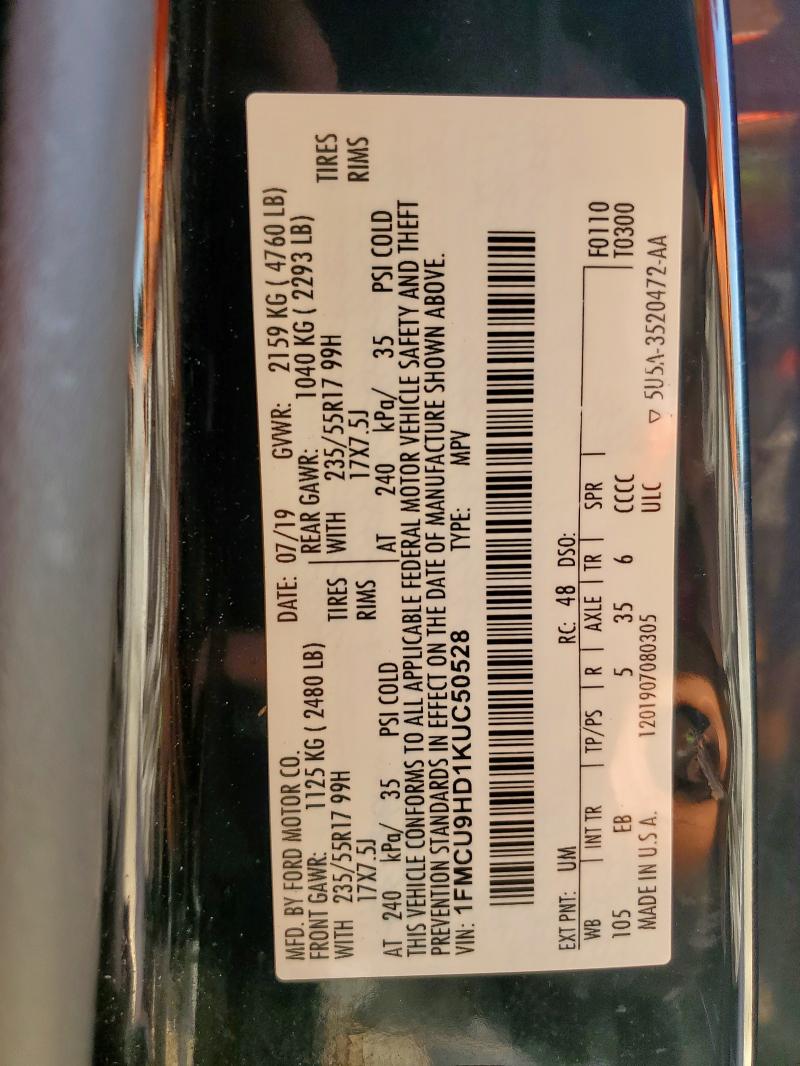 MFD. BY FORD MOTOR CO. DATE: 07/19 GVWR: 2159 KG ( 4760 LB)
FRONT GAWR: 1125 KG ( 2480 LB) REAR GAWR: 1040 KG ( 2293 LB)
WITH 235/55R17 99H TIRES WITH 235/55R17 99H TIRES
17X7.5J RIMS 17X7.5J RIMS
AT 240 kPa/ 35 PSI COLD AT 240 kPa/ 35 PSI COLD
THIS VEHICLE CONFORMS TO ALL APPLICABLE FEDERAL MOTOR VEHICLE SAFETY AND THEFT
PREVENTION STANDARDS IN EFFECT ON THE DATE OF MANUFACTURE SHOWN ABOVE.
VIN: 1FMCU9HD1KUC50528 TYPE: MPV
EXT PNT: UM RC: 48 DSO:
WB INT TR TP/PS R AXLE TR SPR F0110
105 EB 5 35 6 CCCC T0300
MADE IN U.S.A. 1201907080305 ULC
▽ 5U5A-3520472-AA